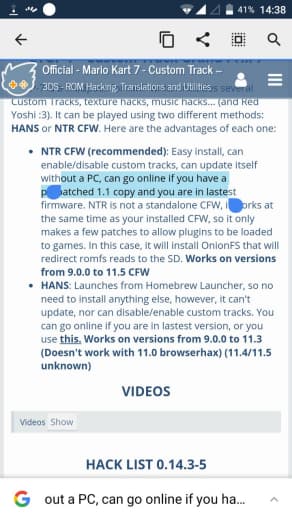 41% 14:38
Official - Mario Kart 7 - Custom Track –
3DS - ROM Hacking, Translations and Utilities
several
Custom Tracks, texture hacks, music hacks... (and Red
Yoshi :3). It can be played using two different methods:
HANS or NTR CFW. Here are the advantages of each one:
• NTR CFW (recommended): Easy install, can
enable/disable custom tracks, can update itself
without a PC, can go online if you have a
patched 1.1 copy and you are in lastest
firmware. NTR is not a standalone CFW, it works at
the same time as your installed CFW, so it only
makes a few patches to allow plugins to be loaded
to games. In this case, it will install OnionFS that will
redirect romfs reads to the SD. Works on versions
from 9.0.0 to 11.5 CFW
• HANS: Launches from Homebrew Launcher, so no
need to install anything else, however, it can't
update, nor can disable/enable custom tracks. You
can go online if you are in lastest version, or you
use this. Works on versions from 9.0.0 to 11.3
(Doesn't work with 11.0 browserhax) (11.4/11.5
unknown)
VIDEOS
Videos Show
HACK LIST 0.14.3-5
G out a PC, can go online if you ha...